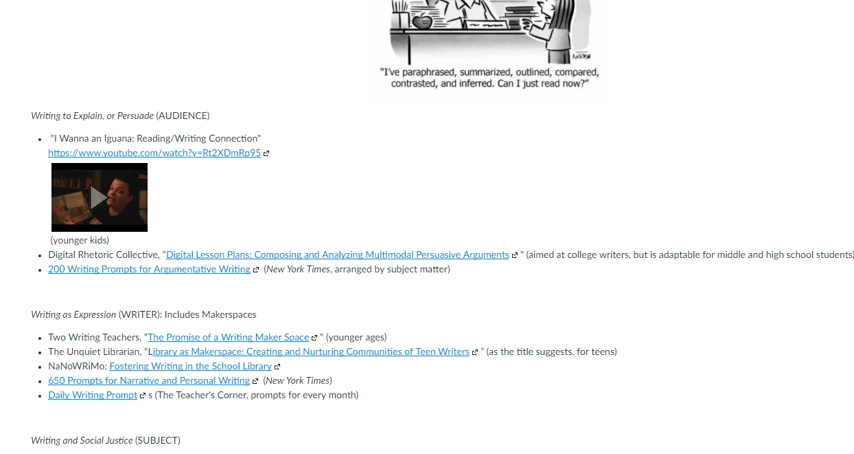 "I've paraphrased, summarized, outlined, compared,
contrasted, and inferred. Can I just read now?"
Writing to Explain, or Persuade (AUDIENCE)
"I Wanna an Iguana: Reading/Writing Connection"
https://www.youtube.com/watch?v=Rt2XDmRp95
(younger kids)
Digital Rhetoric Collective, "Digital Lesson Plans: Composing and Analyzing Multimodal Persuasive Arguments " (aimed at college writers, but is adaptable for middle and high school students)
200 Writing Prompts for Argumentative Writing (New York Times, arranged by subject matter)
Writing as Expression (WRITER): Includes Makerspaces
Two Writing Teachers, "The Promise of a Writing Maker Space " (younger ages)
The Unquiet Librarian, "Library as Makerspace: Creating and Nurturing Communities of Teen Writers " (as the title suggests, for teens)
NaNoWRiMo: Fostering Writing in the School Library
650 Prompts for Narrative and Personal Writing (New York Times)
Daily Writing Prompt s (The Teacher's Corner, prompts for every month)
Writing and Social Justice (SUBJECT)